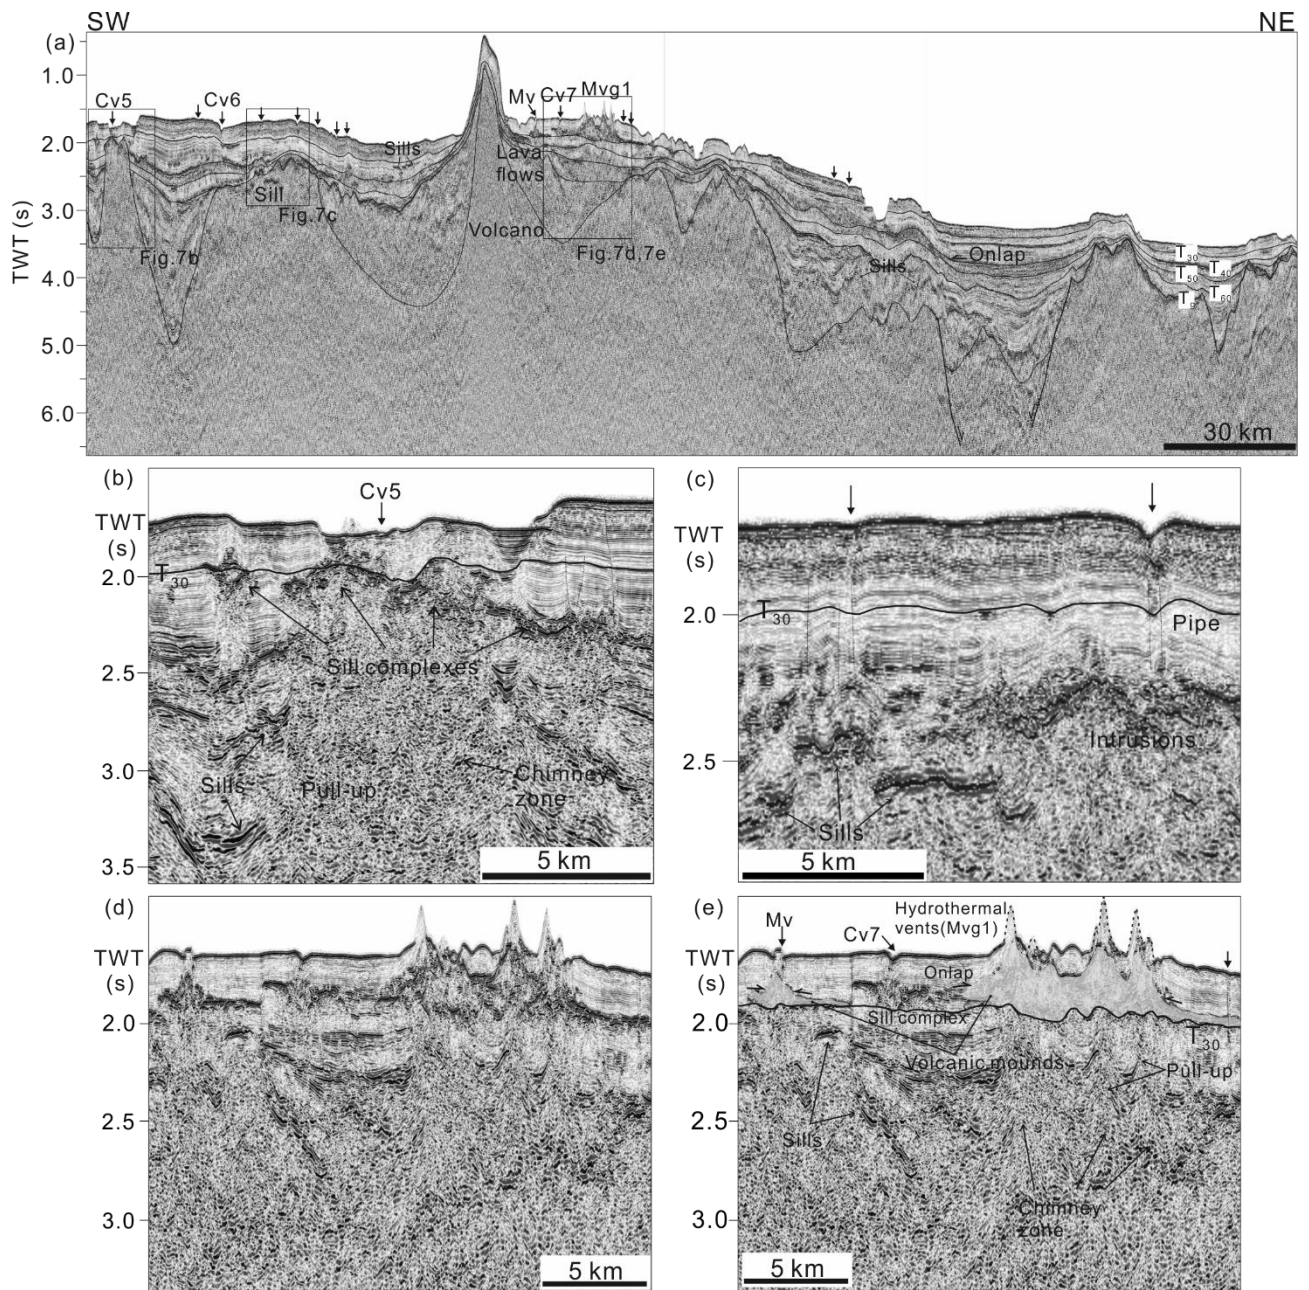 SW
NE
(a)
1.0
Mv
Cv7
Mvg1
Cv5
Cv6
2.0
Sills
Lava
flows
Sill
Fig.7c
3.0
Volcano
Fig.7b
Fig.7d,7e
Onlap
Sills
T30
T40
T50
T60
4.0
5.0
6.0
TWT (s)
30 km
(b)
Cv5
TWT
(s)
T30
2.0
Sill complexes
2.5
3.0
Sills
Pull-up
Chimney
zone
3.5
5 km
(c)
TWT
(s)
T30
2.0
Pipe
Intrusions
2.5
Sills
5 km
(d)
TWT
(s)
2.0
2.5
3.0
5 km
(e)
Mv
Cv7
Hydrothermal
vents(Mvg1)
TWT
(s)
Onlap
Sill complex
2.0
T30
Volcanic mounds
Pull-up
2.5
Sills
Chimney
zone
3.0
5 km